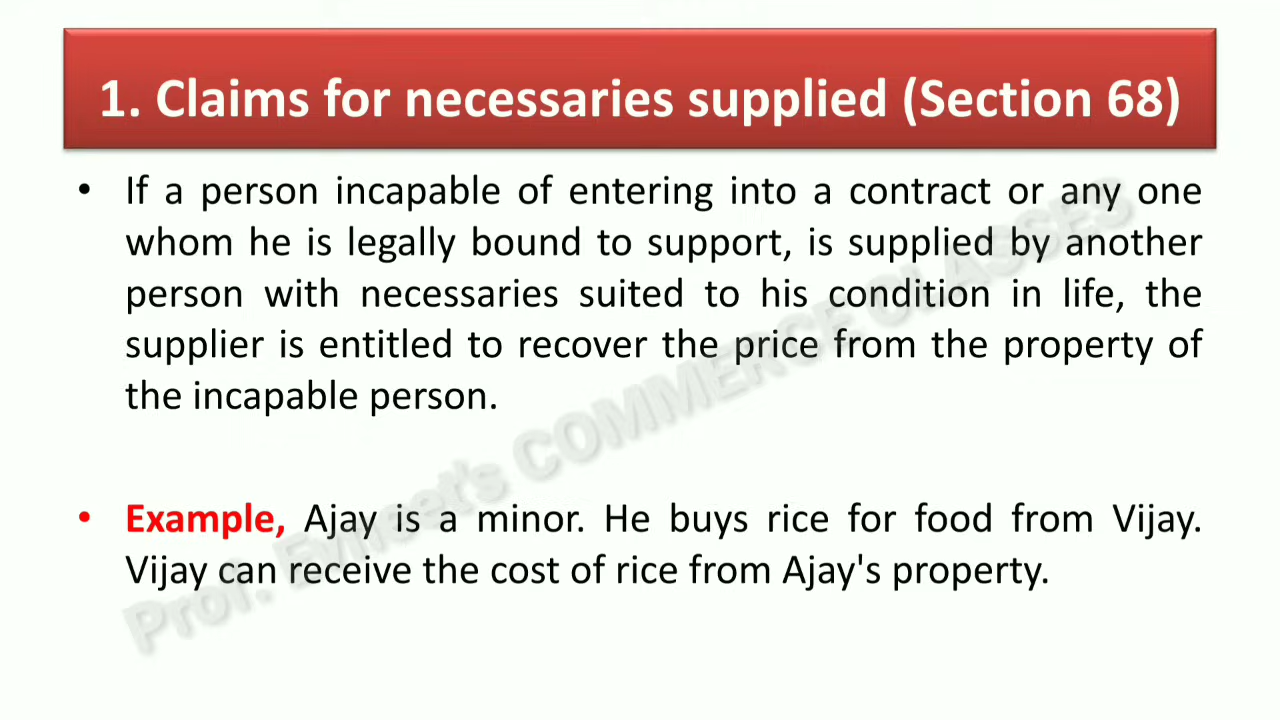 1. Claims for necessaries supplied (Section 68)
• If a person incapable of entering into a contract or any one
whom he is legally bound to support, is supplied by another
person with necessaries suited to his condition in life, the
supplier is entitled to recover the price from the property of
the incapable person.
• Example, Ajay is a minor. He buys rice for food from Vijay.
Vijay can receive the cost of rice from Ajay's property.
Prof. COMMERCE CLASSES